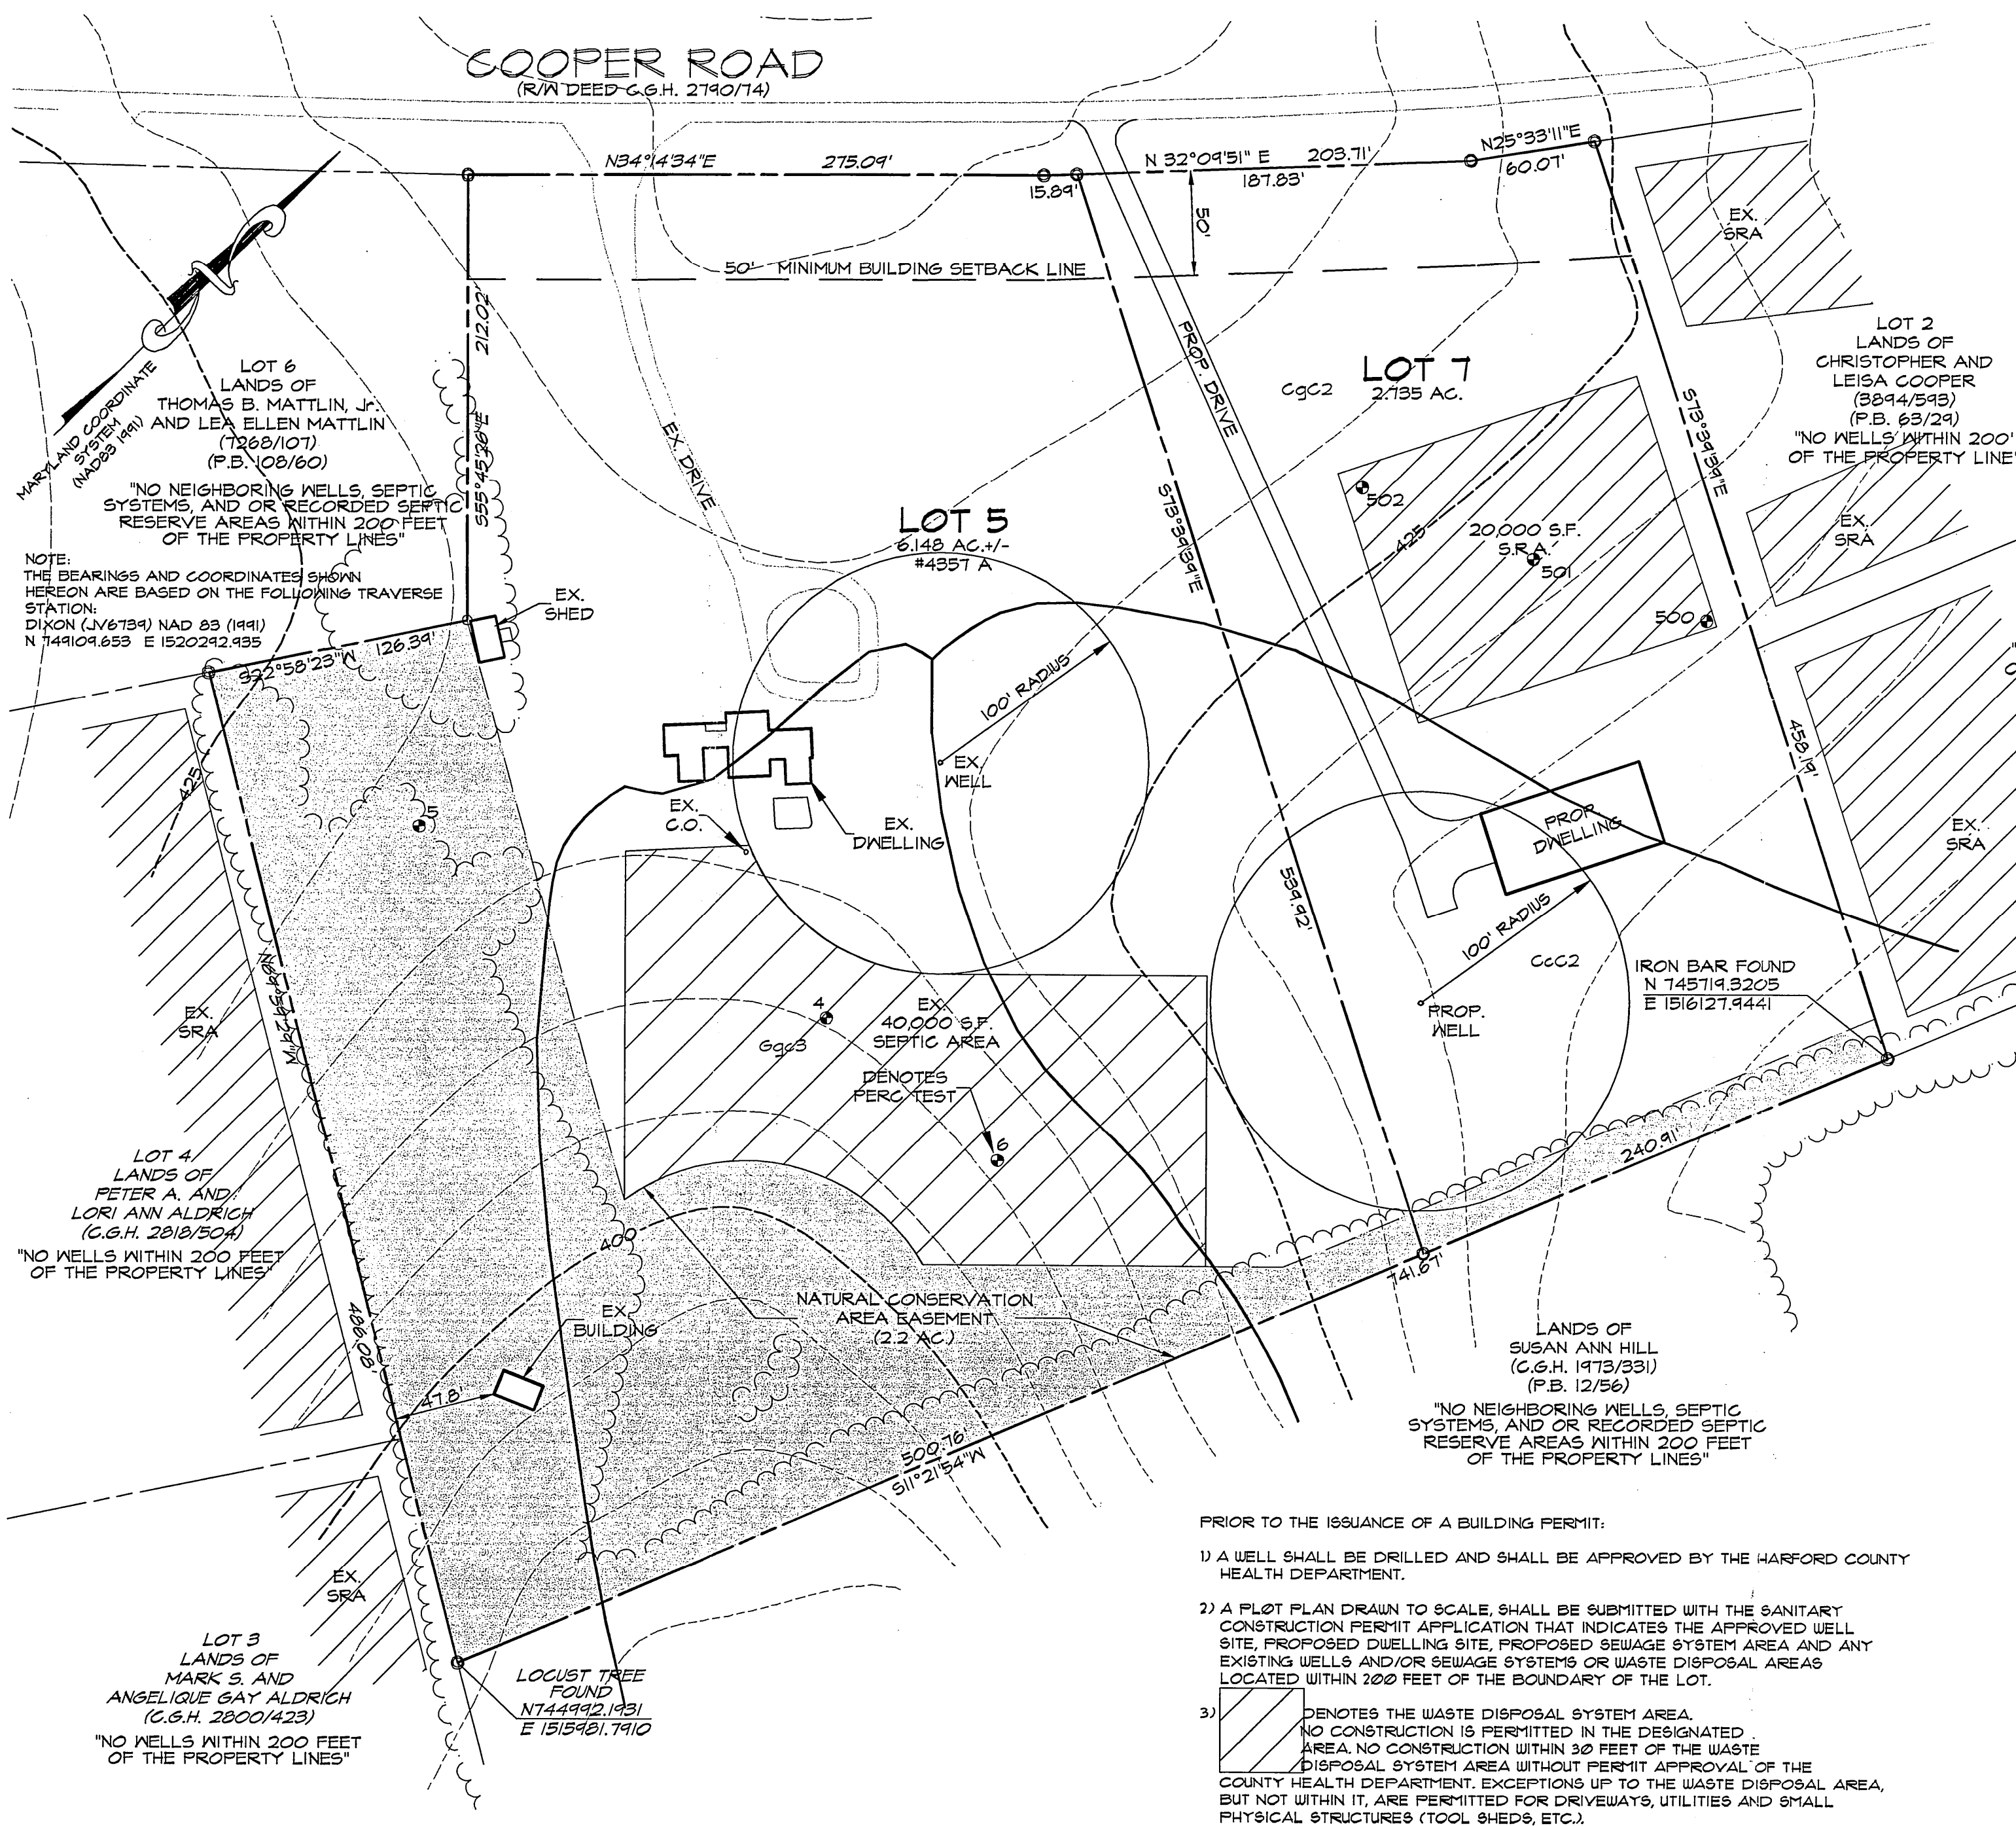 COOPER ROAD
(R/W DEED C.G.H. 2790/74)
N34°14'34"E 275.09'
15.89'
N 32°09'51" E 203.71'
187.83'
N25°33'11"E
60.07'
50'
50' MINIMUM BUILDING SETBACK LINE
EX.
SRA
MARYLAND COORDINATE
SYSTEM
(NAD83 1991)
LOT 6
LANDS OF
THOMAS B. MATTLIN, Jr.
AND LEA ELLEN MATTLIN
(7268/107)
(P.B. 108/60)
"NO NEIGHBORING WELLS, SEPTIC
SYSTEMS, AND OR RECORDED SEPTIC
RESERVE AREAS WITHIN 200 FEET
OF THE PROPERTY LINES"
NOTE:
THE BEARINGS AND COORDINATES SHOWN
HEREON ARE BASED ON THE FOLLOWING TRAVERSE
STATION:
DIXON (JV6739) NAD 83 (1991)
N 749109.653 E 1520292.935
212.02'
S55°45'26"E
EX. DRIVE
PROP. DRIVE
CgC2
LOT 7
2.735 AC.
LOT 2
LANDS OF
CHRISTOPHER AND
LEISA COOPER
(3894/593)
(P.B. 63/29)
"NO WELLS WITHIN 200'
OF THE PROPERTY LINE"
S73°39'39"E
S73°39'39"E
502
20,000 S.F.
S.R.A.
501
500
425
EX.
SRA
LOT 5
6.148 AC.+/-
#4357 A
EX.
SHED
S22°58'23"W 126.39'
100' RADIUS
EX.
WELL
EX.
C.O.
EX.
DWELLING
425
5
539.92'
458.19'
PROP.
DWELLING
EX.
SRA
100' RADIUS
CcC2
PROP.
WELL
IRON BAR FOUND
N 745719.3205
E 1516127.9441
EX.
SRA
4
Ggc3
EX.
40,000 S.F.
SEPTIC AREA
DENOTES
PERC TEST
6
240.91'
LOT 4
LANDS OF
PETER A. AND
LORI ANN ALDRICH
(C.G.H. 2818/504)
"NO WELLS WITHIN 200 FEET
OF THE PROPERTY LINES"
400
741.67'
486.08'
EX.
BUILDING
47.8'
NATURAL CONSERVATION
AREA EASEMENT
(2.2 AC.)
LANDS OF
SUSAN ANN HILL
(C.G.H. 1973/331)
(P.B. 12/56)
"NO NEIGHBORING WELLS, SEPTIC
SYSTEMS, AND OR RECORDED SEPTIC
RESERVE AREAS WITHIN 200 FEET
OF THE PROPERTY LINES"
500.76'
S11°21'54"W
EX.
SRA
LOT 3
LANDS OF
MARK S. AND
ANGELIQUE GAY ALDRICH
(C.G.H. 2800/423)
"NO WELLS WITHIN 200 FEET
OF THE PROPERTY LINES"
LOCUST TREE
FOUND
N744992.1931
E 1515981.7910
PRIOR TO THE ISSUANCE OF A BUILDING PERMIT:
1) A WELL SHALL BE DRILLED AND SHALL BE APPROVED BY THE HARFORD COUNTY
HEALTH DEPARTMENT.
2) A PLOT PLAN DRAWN TO SCALE, SHALL BE SUBMITTED WITH THE SANITARY
CONSTRUCTION PERMIT APPLICATION THAT INDICATES THE APPROVED WELL
SITE, PROPOSED DWELLING SITE, PROPOSED SEWAGE SYSTEM AREA AND ANY
EXISTING WELLS AND/OR SEWAGE SYSTEMS OR WASTE DISPOSAL AREAS
LOCATED WITHIN 200 FEET OF THE BOUNDARY OF THE LOT.
3) DENOTES THE WASTE DISPOSAL SYSTEM AREA.
NO CONSTRUCTION IS PERMITTED IN THE DESIGNATED
AREA. NO CONSTRUCTION WITHIN 30 FEET OF THE WASTE
DISPOSAL SYSTEM AREA WITHOUT PERMIT APPROVAL OF THE
COUNTY HEALTH DEPARTMENT. EXCEPTIONS UP TO THE WASTE DISPOSAL AREA,
BUT NOT WITHIN IT, ARE PERMITTED FOR DRIVEWAYS, UTILITIES AND SMALL
PHYSICAL STRUCTURES (TOOL SHEDS, ETC.).